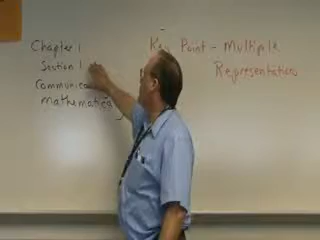 Chapter 1
Section 1
mathematics
Point - Multiple
Representations